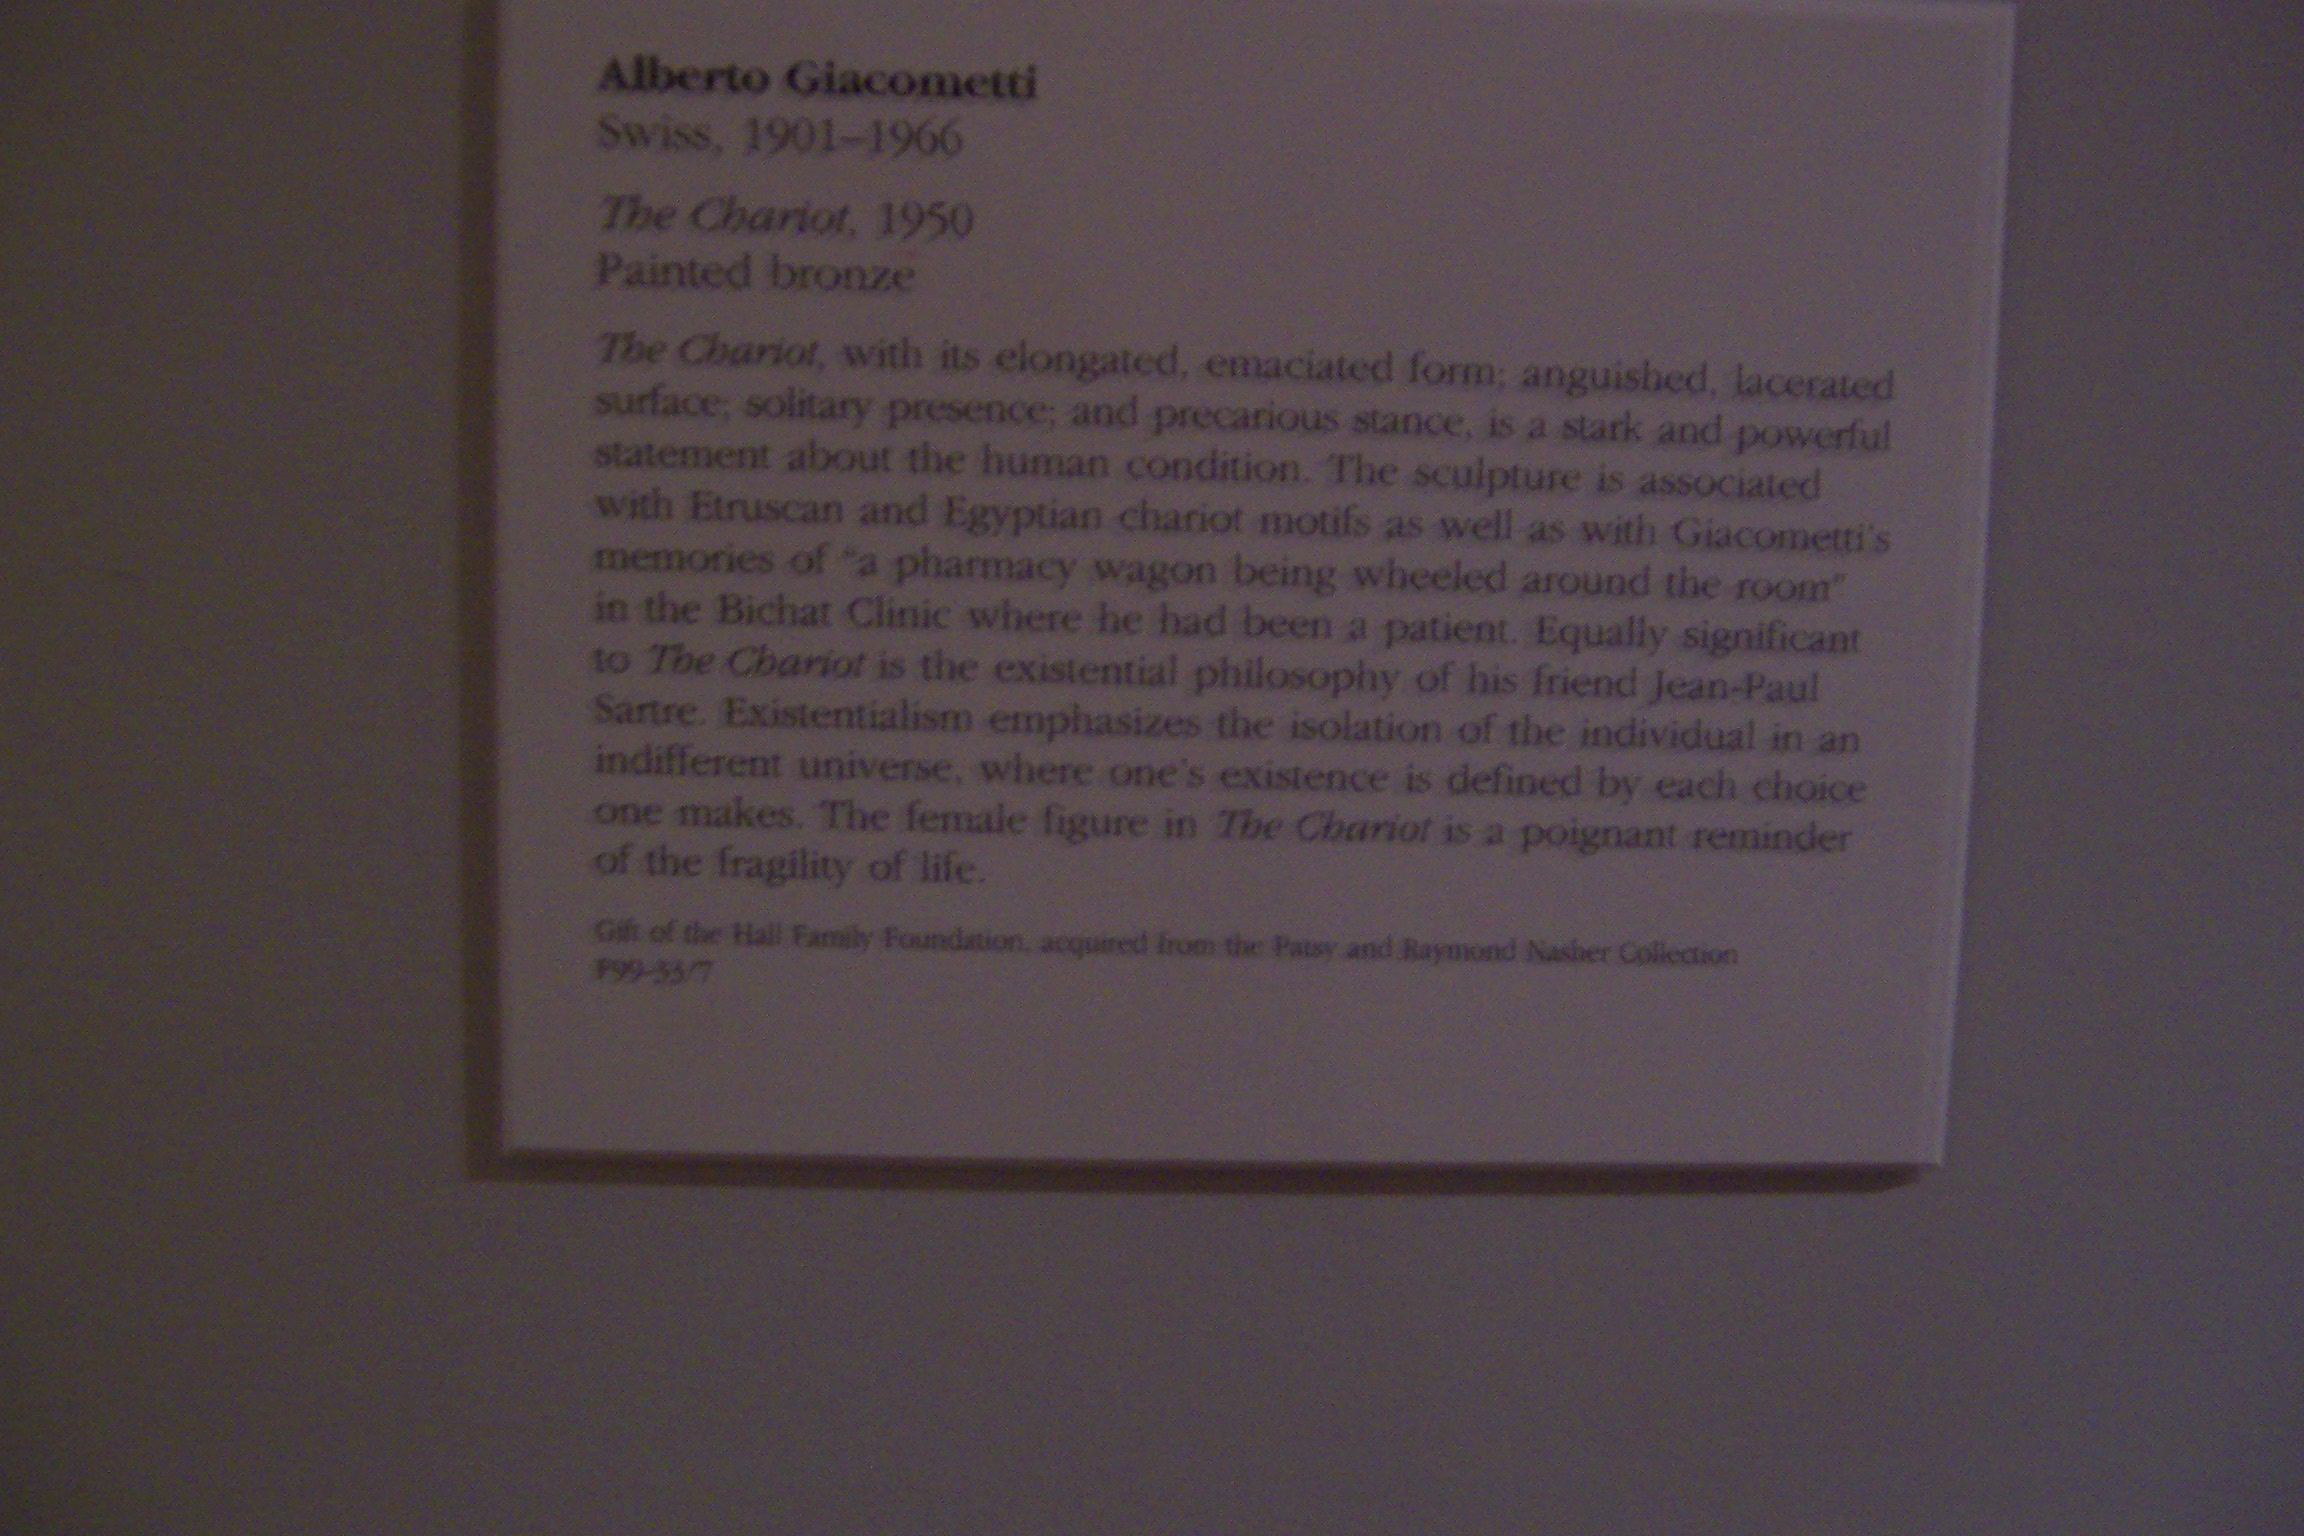 Alberto Giacometti
Swiss, 1901–1966
The Chariot, 1950
Painted bronze
The Chariot, with its elongated, emaciated form; anguished, lacerated
surface; solitary presence; and precarious stance, is a stark and powerful
statement about the human condition. The sculpture is associated
with Etruscan and Egyptian chariot motifs as well as with Giacometti's
memories of "a pharmacy wagon being wheeled around the room"
in the Bichat Clinic where he had been a patient. Equally significant
to The Chariot is the existential philosophy of his friend Jean-Paul
Sartre. Existentialism emphasizes the isolation of the individual in an
indifferent universe, where one's existence is defined by each choice
one makes. The female figure in The Chariot is a poignant reminder
of the fragility of life.
Gift of the Hall Family Foundation, acquired from the Patsy and Raymond Nasher Collection
F99-33/7